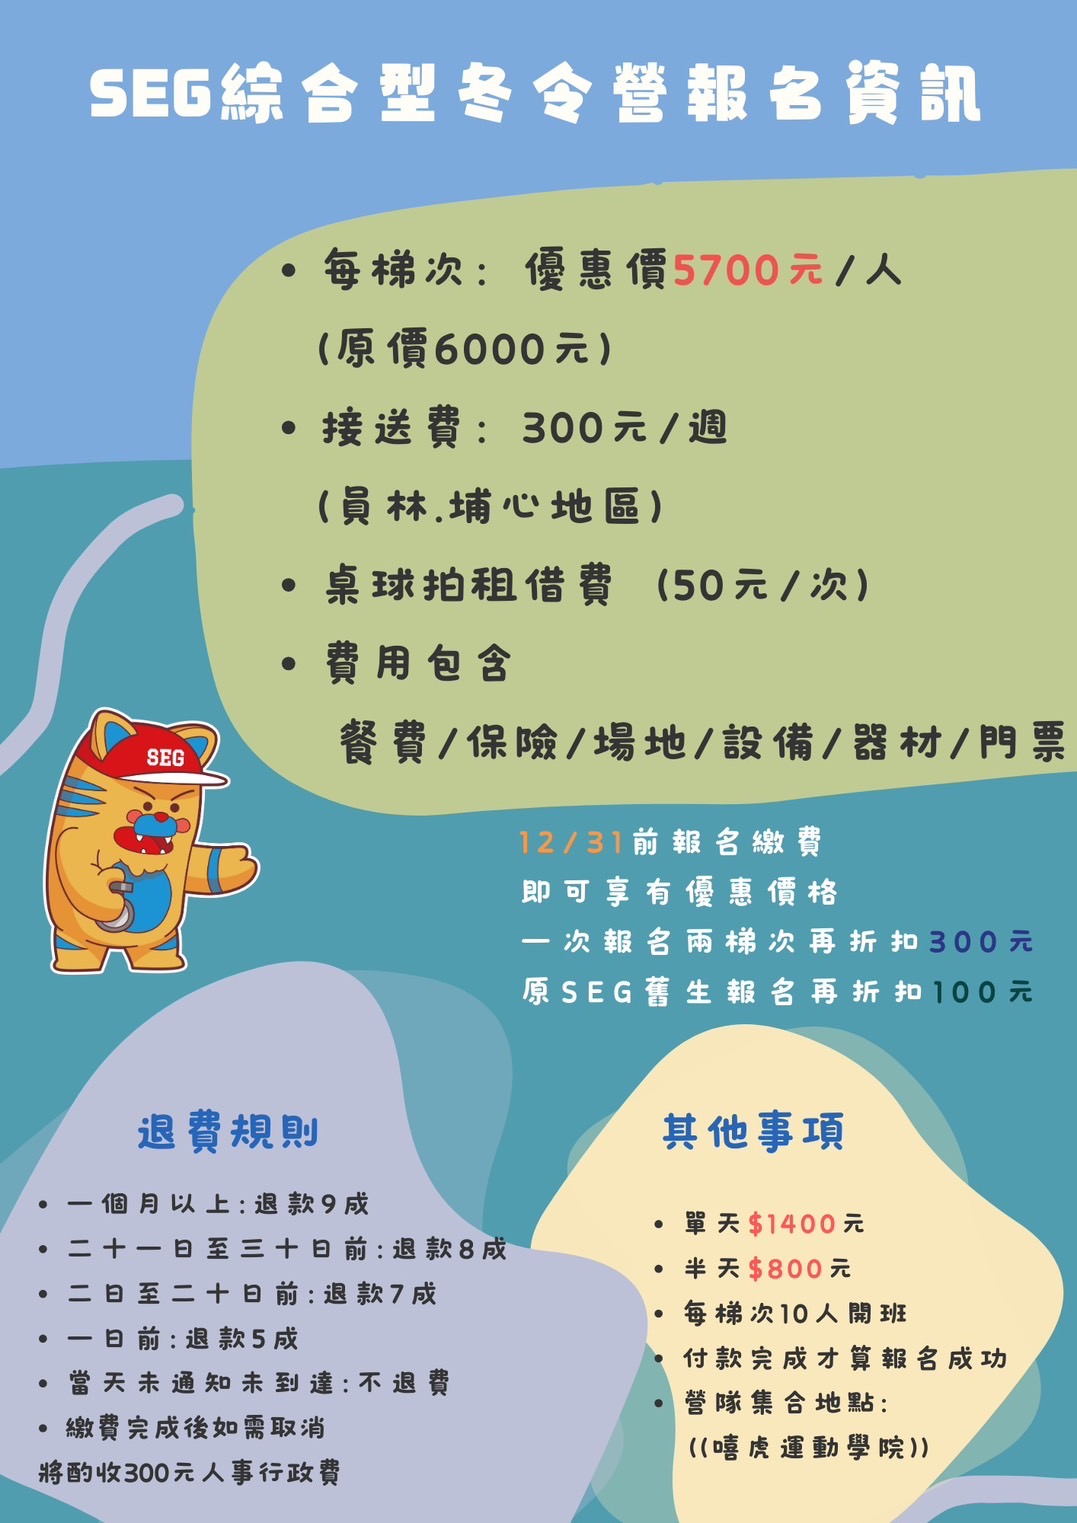 SEG綜合型冬令營報名資訊
• 每梯次: 優惠價5700元/人
(原價6000元)
• 接送費: 300元/週
(員林.埔心地區)
• 桌球拍租借費 (50元/次)
• 費用包含
餐費/保險/場地/設備/器材/門票
SEG
12/31前報名繳費
即可享有優惠價格
一次報名兩梯次再折扣300元
原SEG舊生報名再折扣100元
退費規則
• 一個月以上:退款9成
• 二十一日至三十日前:退款8成
• 二日至二十日前:退款7成
• 一日前:退款5成
• 當天未通知未到達:不退費
• 繳費完成後如需取消
將酌收300元人事行政費
其他事項
• 單天$1400元
• 半天$800元
• 每梯次10人開班
• 付款完成才算報名成功
• 營隊集合地點:
((嘻虎運動學院))